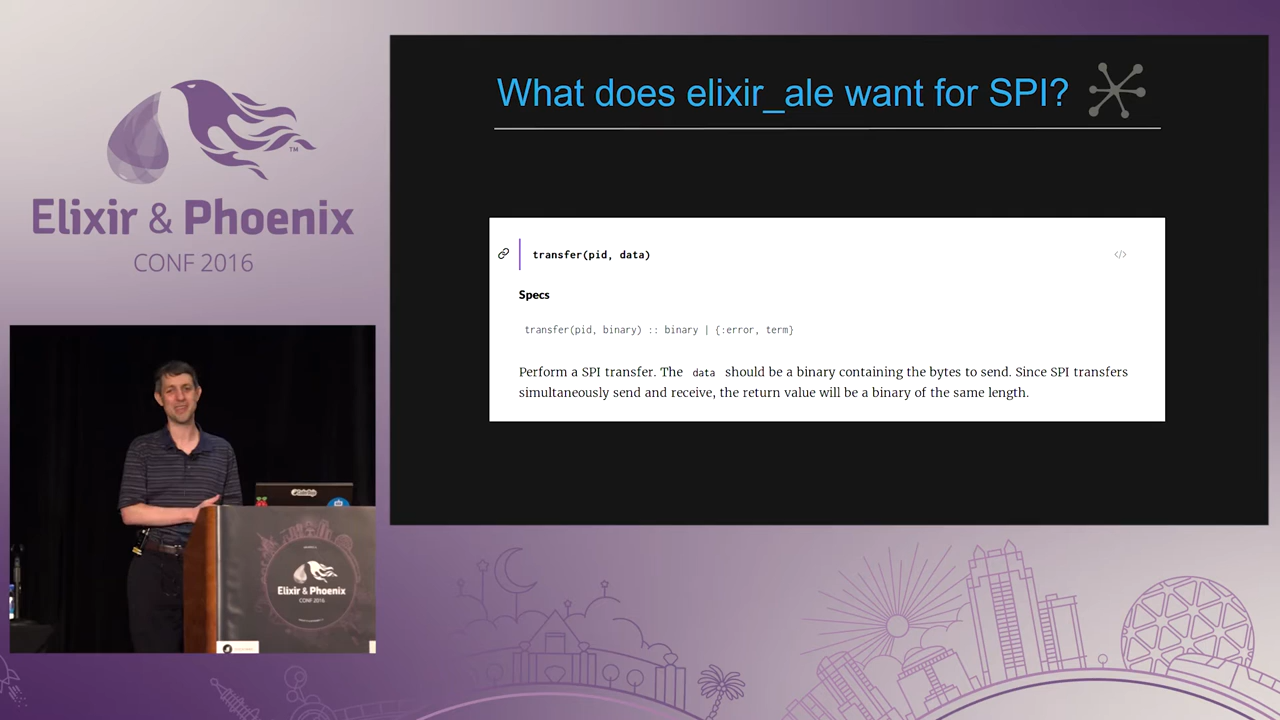 Elixir & Phoenix
TM
CONF 2016
What does elixir_ale want for SPI?
transfer(pid, data)
</>
Specs
transfer(pid, binary) :: binary | {:error, term}
Perform a SPI transfer. The data should be a binary containing the bytes to send. Since SPI transfers
simultaneously send and receive, the return value will be a binary of the same length.
Elixir & Phoenix
CONF 2016